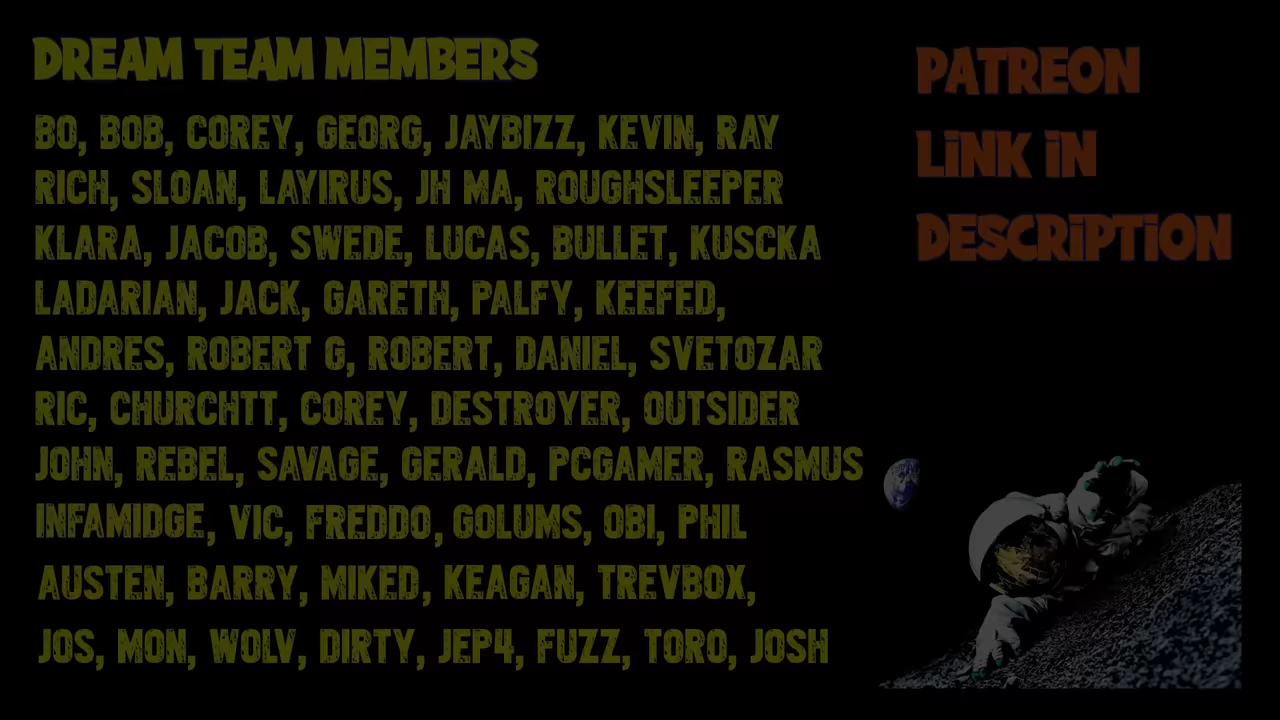 DREAM TEAM MEMBERS
BO, BOB, COREY, GEORG, JAYBIZZ, KEVIN, RAY
RICH, SLOAN, LAYIRUS, JH MA, ROUGHSLEEPER
KLARA, JACOB, SWEDE, LUCAS, BULLET, KUSCKA
LADARIAN, JACK, GARETH, PALFY, KEEFED,
ANDRES, ROBERT G, ROBERT, DANIEL, SVETOZAR
RIC, CHURCHTT, COREY, DESTROYER, OUTSIDER
JOHN, REBEL, SAVAGE, GERALD, PCGAMER, RASMUS
INFAMIDGE, VIC, FREDDO, GOLUMS, OBI, PHIL
AUSTEN, BARRY, MIKED, KEAGAN, TREVBOX,
JOS, MON, WOLV, DIRTY, JEP4, FUZZ, TORO, JOSH
PATREON
LINK IN
DESCRIPTION